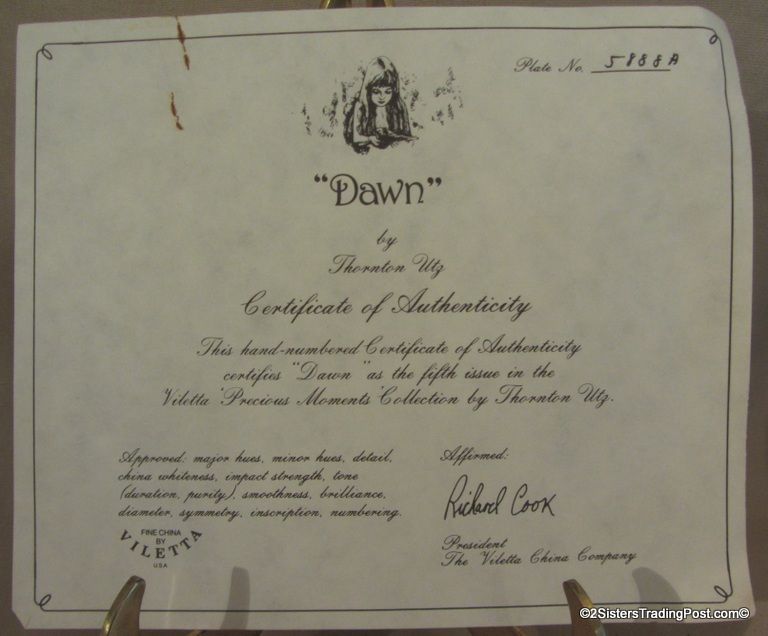 Plate No. 5888A
"Dawn"
by
Thornton Utz
Certificate of Authenticity
This hand-numbered Certificate of Authenticity
certifies "Dawn" as the fifth issue in the
Viletta 'Precious Moments' Collection by Thornton Utz.
Approved: major hues, minor hues, detail,
china whiteness, impact strength, tone
(duration, purity), smoothness, brilliance,
diameter, symmetry, inscription, numbering.
FINE CHINA
BY
VILETTA
USA
Affirmed:
Richard Cook
President
The Viletta China Company
©2SistersTradingPost.com©